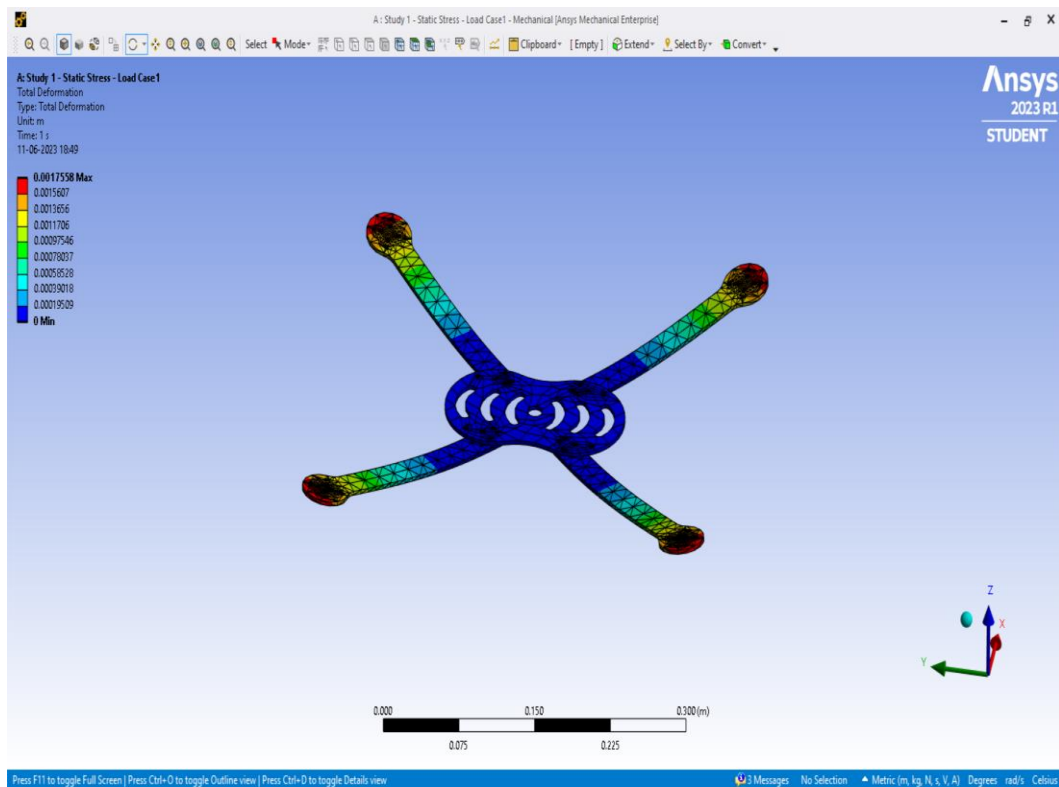 A : Study 1 - Static Stress - Load Case1 - Mechanical [Ansys Mechanical Enterprise]
Select Mode Clipboard [ Empty ] Extend Select By Convert
A: Study 1 - Static Stress - Load Case1
Total Deformation
Type: Total Deformation
Unit: m
Time: 1 s
11-06-2023 18:49
0.0017558 Max
0.0015607
0.0013656
0.0011706
0.00097546
0.00078037
0.00058528
0.00039018
0.00019509
0 Min
Ansys
2023 R1
STUDENT
Z
X
Y
0.000 0.150 0.300 (m)
0.075 0.225
Press F11 to toggle Full Screen | Press Ctrl+O to toggle Outline view | Press Ctrl+D to toggle Details view 3 Messages No Selection Metric (m, kg, N, s, V, A) Degrees rad/s Celsius